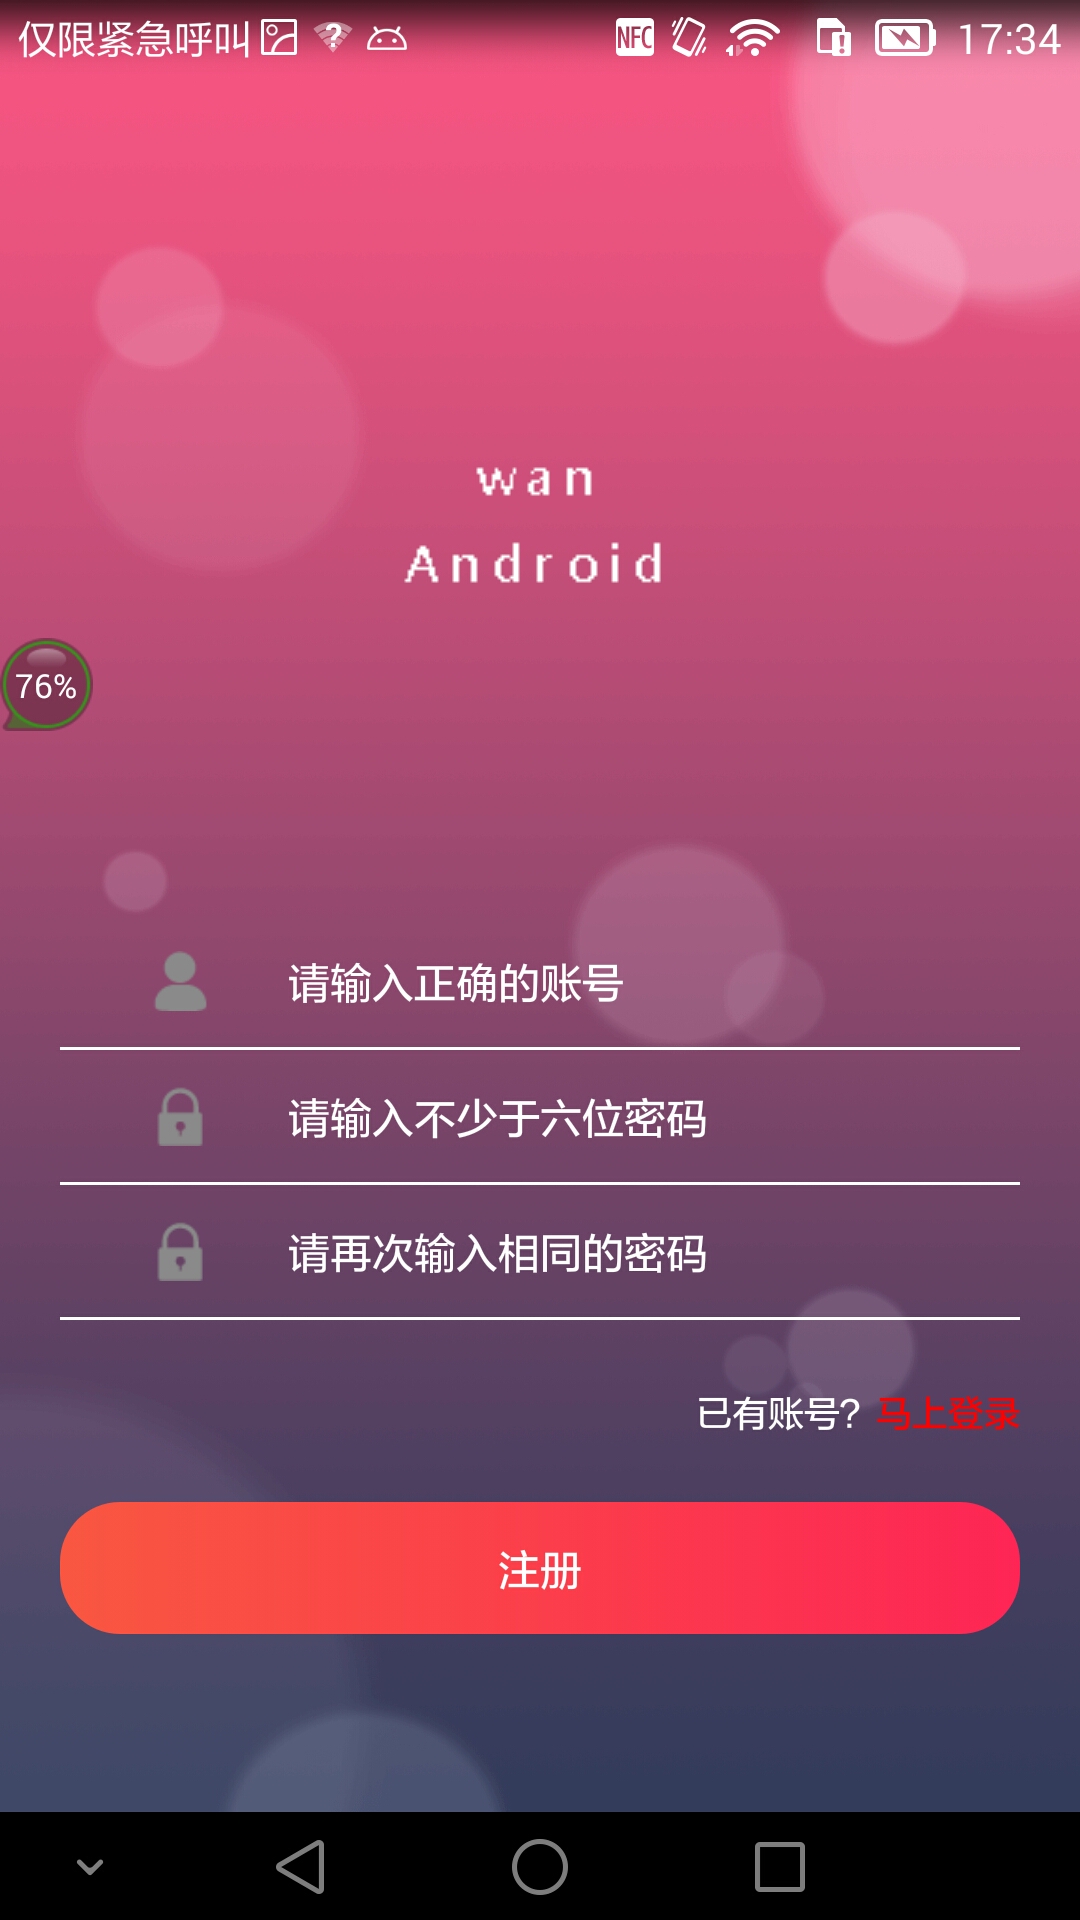 仅限紧急呼叫 NFC 17:34
wan
Android
76%
请输入正确的账号
请输入不少于六位密码
请再次输入相同的密码
已有账号? 马上登录
注册